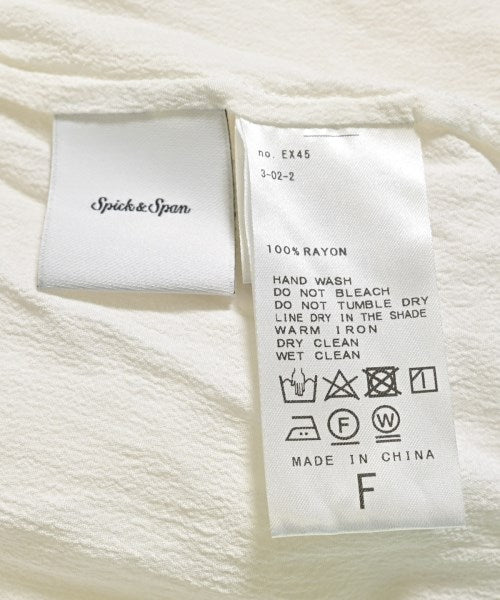 Spick & Span
no. EX45
3-02-2
100% RAYON
HAND WASH
DO NOT BLEACH
DO NOT TUMBLE DRY
LINE DRY IN THE SHADE
WARM IRON
DRY CLEAN
WET CLEAN
F W
MADE IN CHINA
F